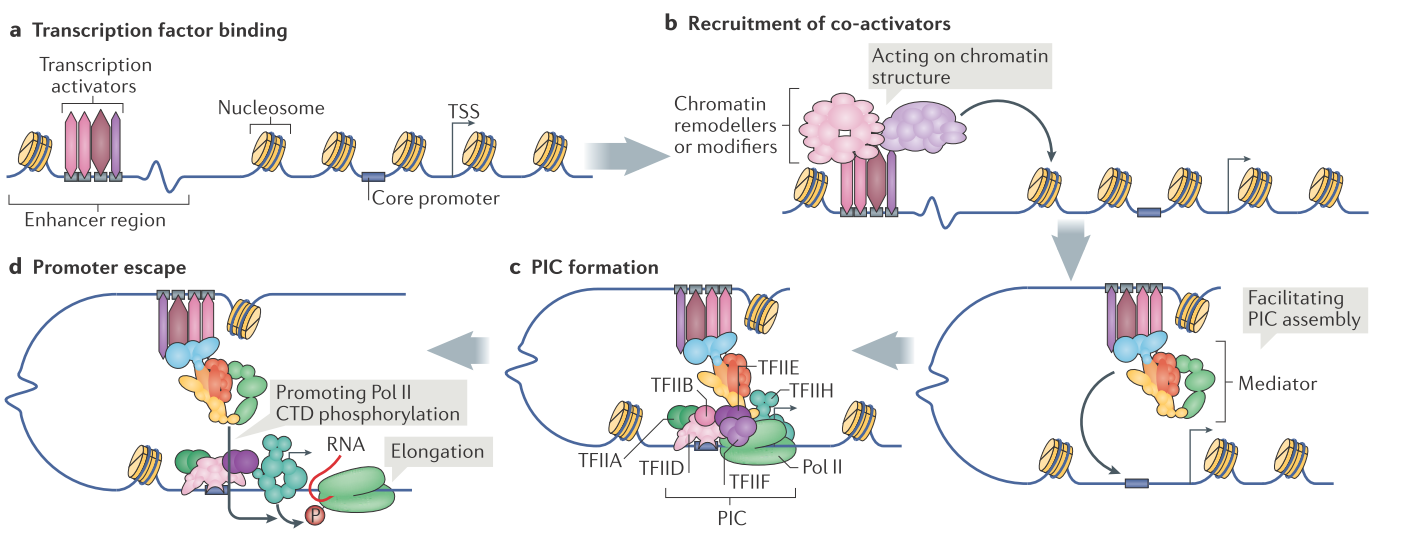 a Transcription factor binding
Transcription
activators
Nucleosome
TSS
Core promoter
Enhancer region
b Recruitment of co-activators
Acting on chromatin
structure
Chromatin
remodellers
or modifiers
Facilitating
PIC assembly
Mediator
c PIC formation
TFIIE
TFIIB
TFIIH
TFIIA
TFIID
TFIIF
Pol II
PIC
d Promoter escape
Promoting Pol II
CTD phosphorylation
RNA
Elongation
P